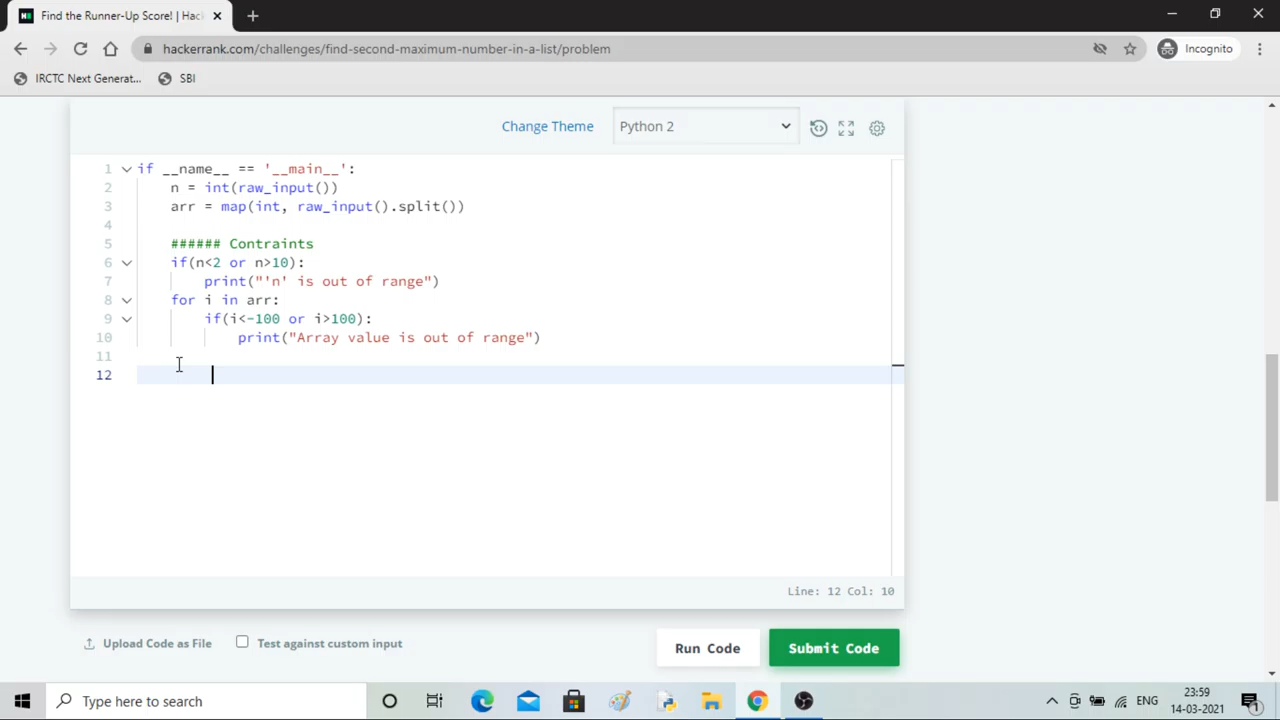 Find the Runner-Up Score! | Hac
hackerrank.com/challenges/find-second-maximum-number-in-a-list/problem
Incognito
IRCTC Next Generat...
SBI
Change Theme
Python 2
1 if __name__ == '__main__':
2 n = int(raw_input())
3 arr = map(int, raw_input().split())
4
5 ###### Contraints
6 if(n<2 or n>10):
7 print("'n' is out of range")
8 for i in arr:
9 if(i<-100 or i>100):
10 print("Array value is out of range")
11
12
Line: 12 Col: 10
Upload Code as File
Test against custom input
Run Code
Submit Code
Type here to search
ENG
23:59
14-03-2021
1